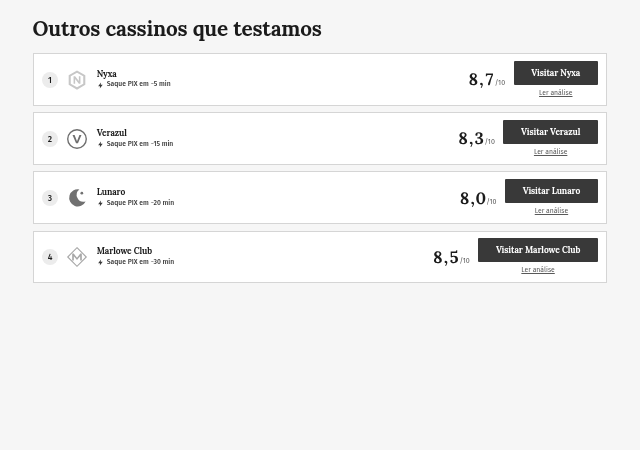 Outros cassinos que testamos
1
N
Nyxa
Saque PIX em ~5 min
8,7/10
Visitar Nyxa
Ler análise
2
V
Verazul
Saque PIX em ~15 min
8,3/10
Visitar Verazul
Ler análise
3
Lunaro
Saque PIX em ~20 min
8,0/10
Visitar Lunaro
Ler análise
4
M
Marlowe Club
Saque PIX em ~30 min
8,5/10
Visitar Marlowe Club
Ler análise